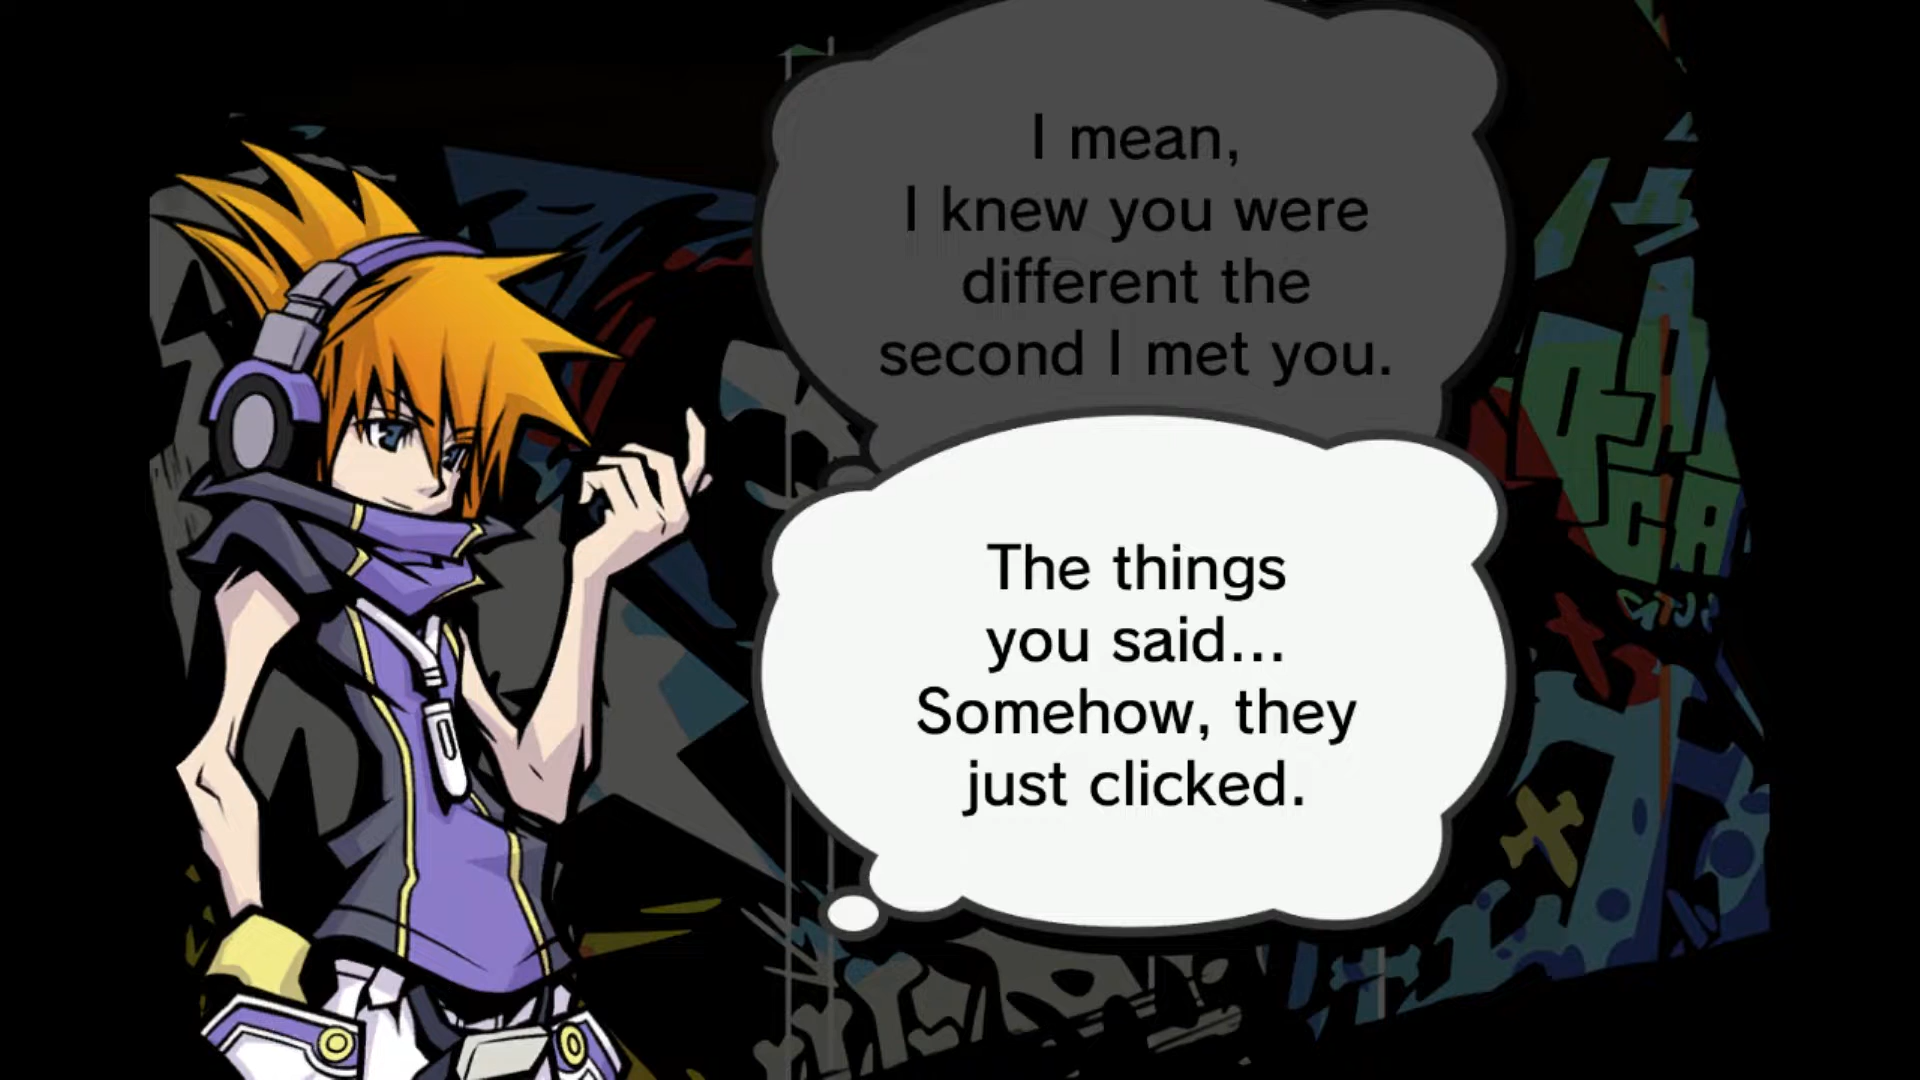 I mean,
I knew you were
different the
second I met you.
The things
you said...
Somehow, they
just clicked.